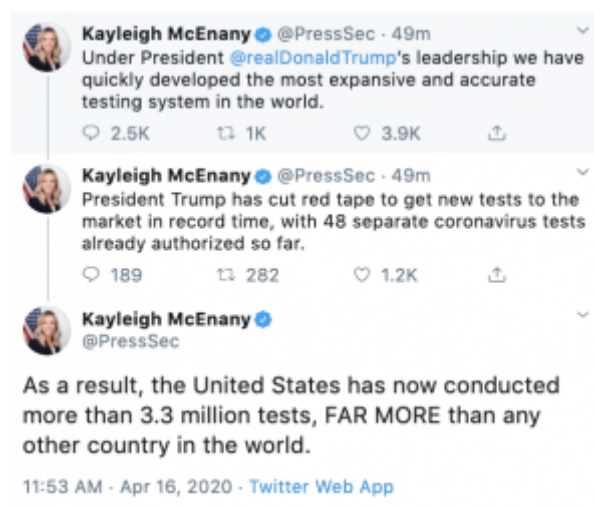 Kayleigh McEnany @PressSec · 49m
Under President @realDonaldTrump's leadership we have
quickly developed the most expansive and accurate
testing system in the world.
2.5K 1K 3.9K
Kayleigh McEnany @PressSec · 49m
President Trump has cut red tape to get new tests to the
market in record time, with 48 separate coronavirus tests
already authorized so far.
189 282 1.2K
Kayleigh McEnany
@PressSec
As a result, the United States has now conducted
more than 3.3 million tests, FAR MORE than any
other country in the world.
11:53 AM · Apr 16, 2020 · Twitter Web App